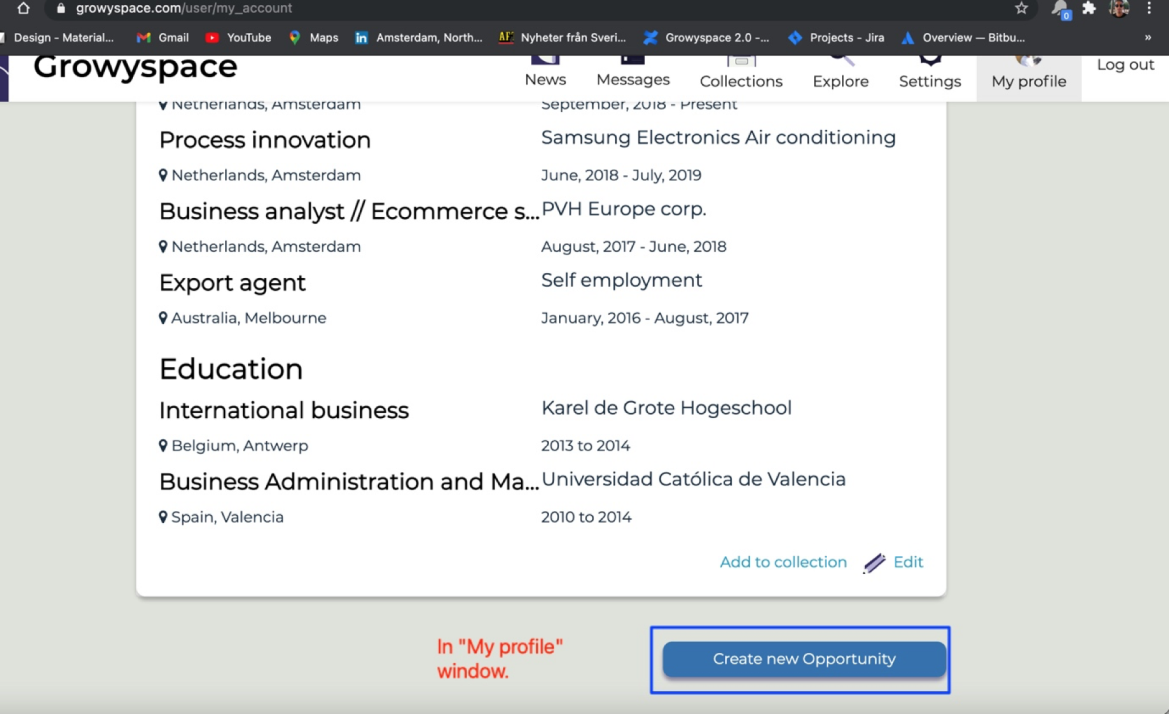 growyspace.com/user/my_account
0
Design - Material... Gmail YouTube Maps Amsterdam, North... Nyheter från Sveri... Growyspace 2.0 -... Projects - Jira Overview — Bitbu... »
Growyspace
News Messages Collections Explore Settings My profile Log out
Netherlands, Amsterdam September, 2018 - Present
Process innovation Samsung Electronics Air conditioning
Netherlands, Amsterdam June, 2018 - July, 2019
Business analyst // Ecommerce s... PVH Europe corp.
Netherlands, Amsterdam August, 2017 - June, 2018
Export agent Self employment
Australia, Melbourne January, 2016 - August, 2017
Education
International business Karel de Grote Hogeschool
Belgium, Antwerp 2013 to 2014
Business Administration and Ma... Universidad Católica de Valencia
Spain, Valencia 2010 to 2014
Add to collection Edit
In "My profile"
window.
Create new Opportunity